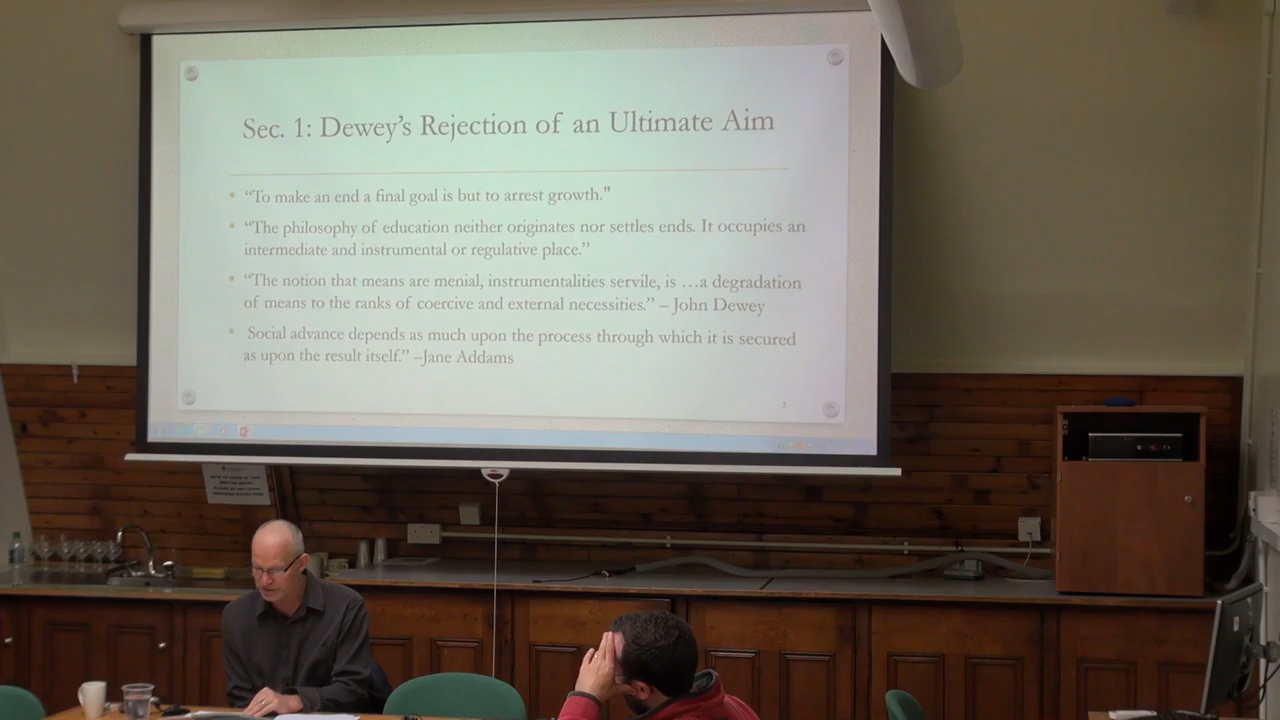 Sec. 1: Dewey's Rejection of an Ultimate Aim
• “To make an end a final goal is but to arrest growth."
• “The philosophy of education neither originates nor settles ends. It occupies an
intermediate and instrumental or regulative place.”
• “The notion that means are menial, instrumentalities servile, is …a degradation
of means to the ranks of coercive and external necessities.” – John Dewey
• Social advance depends as much upon the process through which it is secured
as upon the result itself.” –Jane Addams